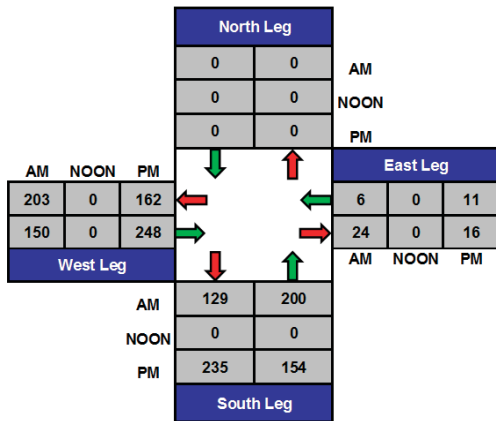 North Leg
0 0
AM
0 0
NOON
0 0
PM
AM NOON PM
East Leg
203 0 162
6 0 11
150 0 248
24 0 16
West Leg
AM NOON PM
AM
129 200
NOON
0 0
PM
235 154
South Leg